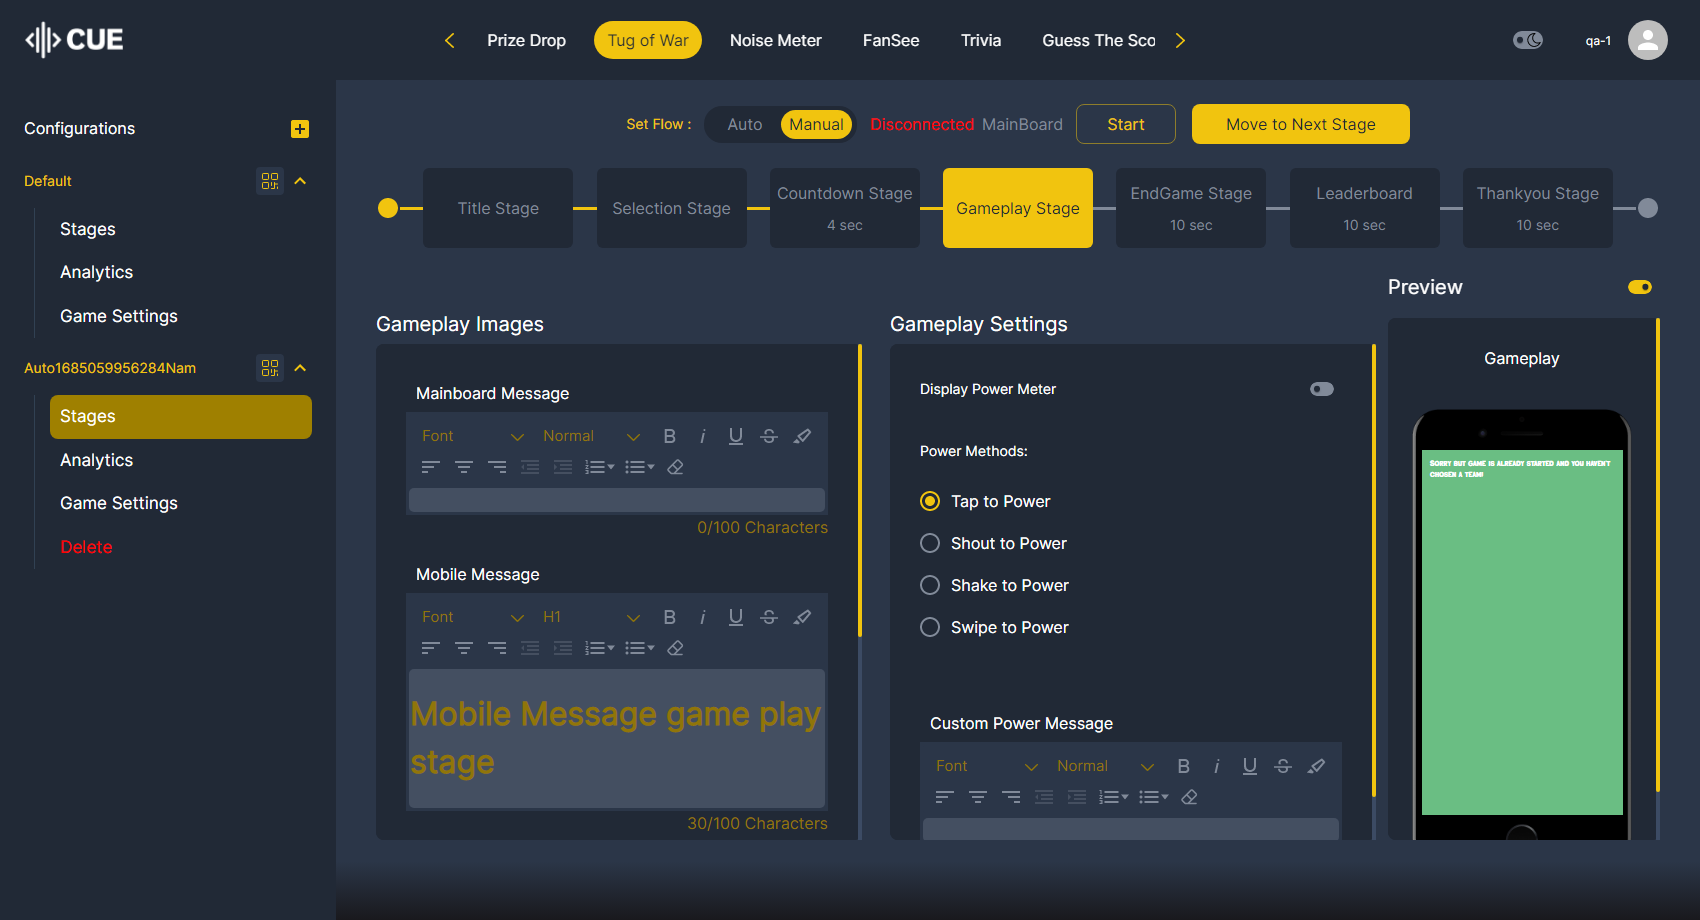 CUE
Prize Drop
Tug of War
Noise Meter
FanSee
Trivia
Guess The Sco
qa-1
Configurations
Default
Stages
Analytics
Game Settings
Auto1685059956284Nam
Stages
Analytics
Game Settings
Delete
Set Flow :
Auto
Manual
Disconnected MainBoard
Start
Move to Next Stage
Title Stage
Selection Stage
Countdown Stage
4 sec
Gameplay Stage
EndGame Stage
10 sec
Leaderboard
10 sec
Thankyou Stage
10 sec
Gameplay Images
Mainboard Message
Font
Normal
B
i
U
S
0/100 Characters
Mobile Message
Font
H1
B
i
U
S
Mobile Message game play
stage
30/100 Characters
Gameplay Settings
Display Power Meter
Power Methods:
Tap to Power
Shout to Power
Shake to Power
Swipe to Power
Custom Power Message
Font
Normal
B
i
U
S
Preview
Gameplay
Sorry but game is already started and you haven't
chosen a team!